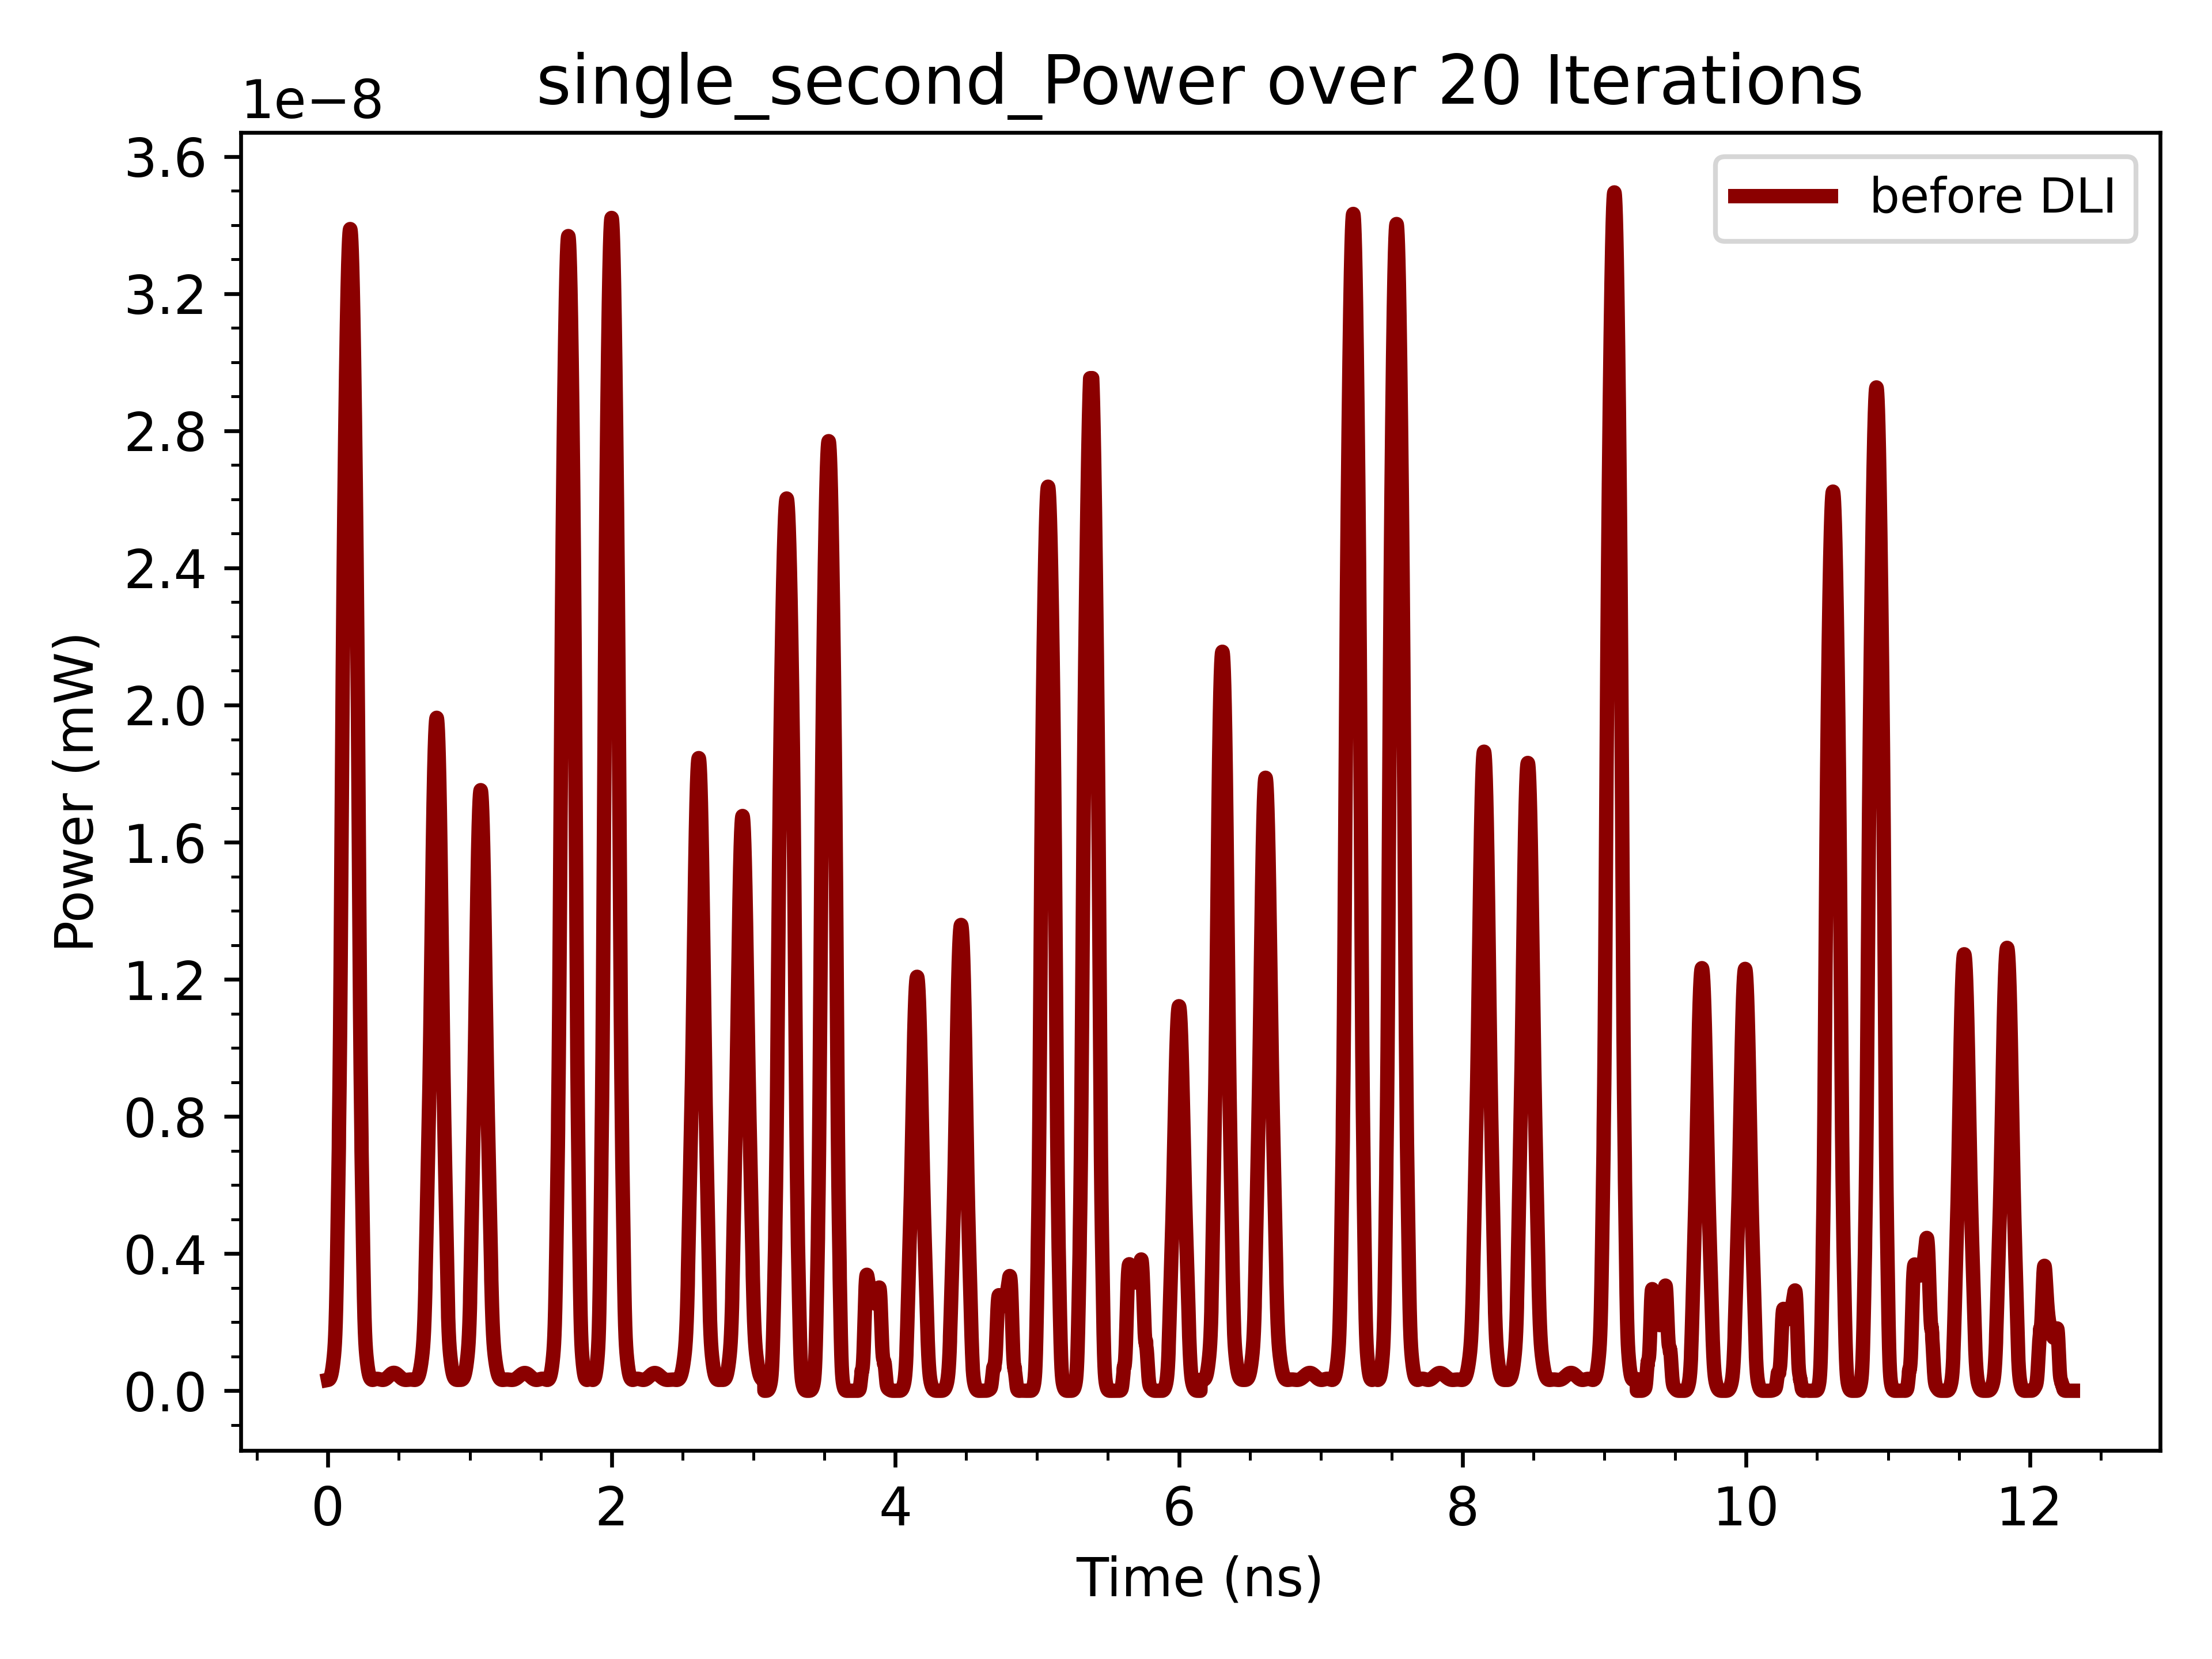 single_second_Power over 20 Iterations
1e−8
before DLI
Power (mW)
3.6
3.2
2.8
2.4
2.0
1.6
1.2
0.8
0.4
0.0
0 2 4 6 8 10 12
Time (ns)